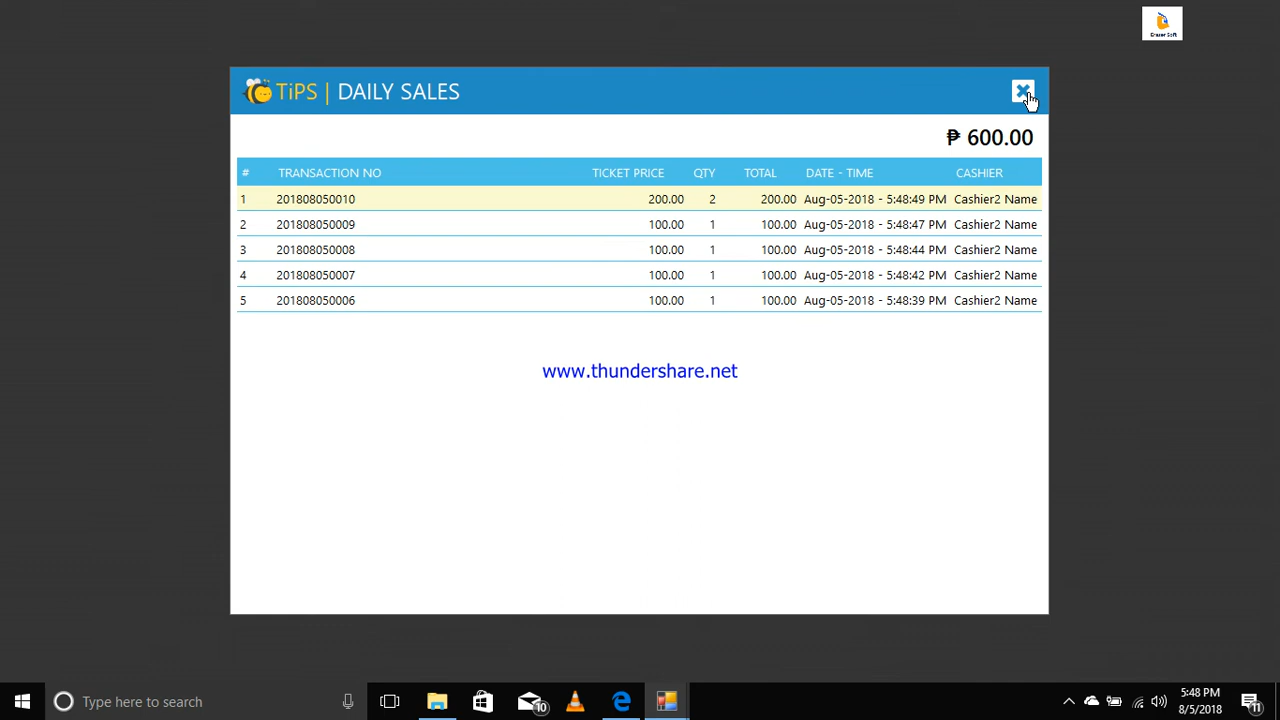 Eraser Soft
TiPS | DAILY SALES
₱ 600.00
# TRANSACTION NO TICKET PRICE QTY TOTAL DATE - TIME CASHIER
1 201808050010 200.00 2 200.00 Aug-05-2018 - 5:48:49 PM Cashier2 Name
2 201808050009 100.00 1 100.00 Aug-05-2018 - 5:48:47 PM Cashier2 Name
3 201808050008 100.00 1 100.00 Aug-05-2018 - 5:48:44 PM Cashier2 Name
4 201808050007 100.00 1 100.00 Aug-05-2018 - 5:48:42 PM Cashier2 Name
5 201808050006 100.00 1 100.00 Aug-05-2018 - 5:48:39 PM Cashier2 Name
www.thundershare.net
Type here to search
10
5:48 PM
8/5/2018
11